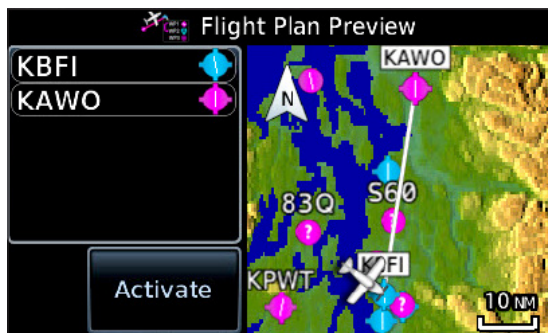 Flight Plan Preview
KBFI
KAWO
Activate
KAWO
N
S60
83Q
KBFI
KPWT
10 NM